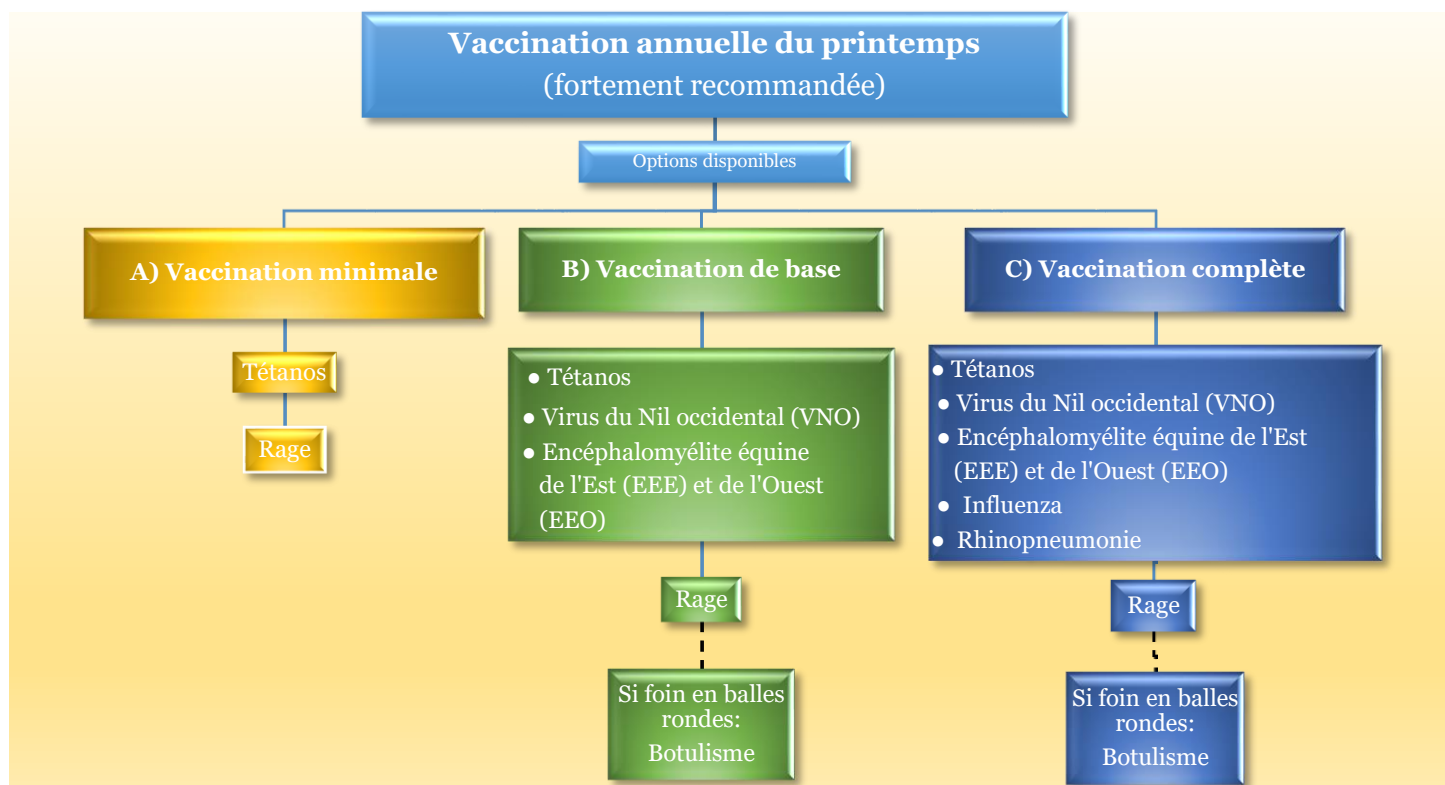 Vaccination annuelle du printemps
(fortement recommandée)
Options disponibles
A) Vaccination minimale
Tétanos
Rage
B) Vaccination de base
● Tétanos
● Virus du Nil occidental (VNO)
● Encéphalomyélite équine
de l'Est (EEE) et de l'Ouest
(EEO)
Rage
Si foin en balles
rondes:
Botulisme
C) Vaccination complète
● Tétanos
● Virus du Nil occidental (VNO)
● Encéphalomyélite équine de l'Est
(EEE) et de l'Ouest (EEO)
● Influenza
● Rhinopneumonie
Rage
Si foin en balles
rondes:
Botulisme